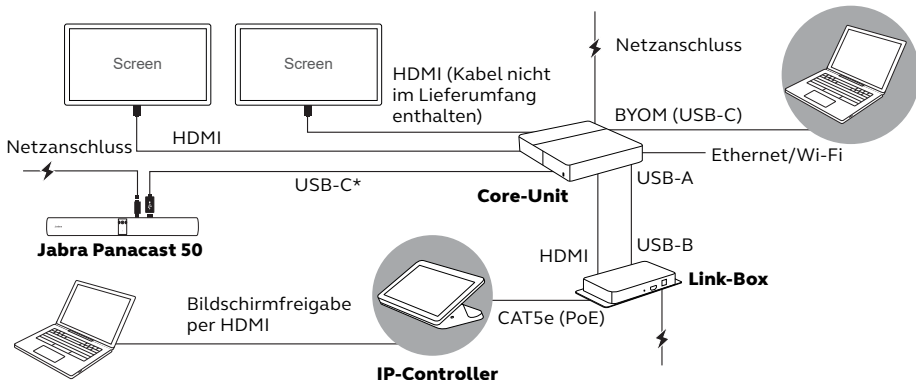 Screen
Screen
Netzanschluss
HDMI (Kabel nicht
im Lieferumfang
enthalten)
BYOM (USB-C)
HDMI
Netzanschluss
Ethernet/Wi-Fi
USB-C*
USB-A
Core-Unit
Jabra Panacast 50
HDMI
USB-B
Link-Box
Bildschirmfreigabe
per HDMI
CAT5e (PoE)
IP-Controller